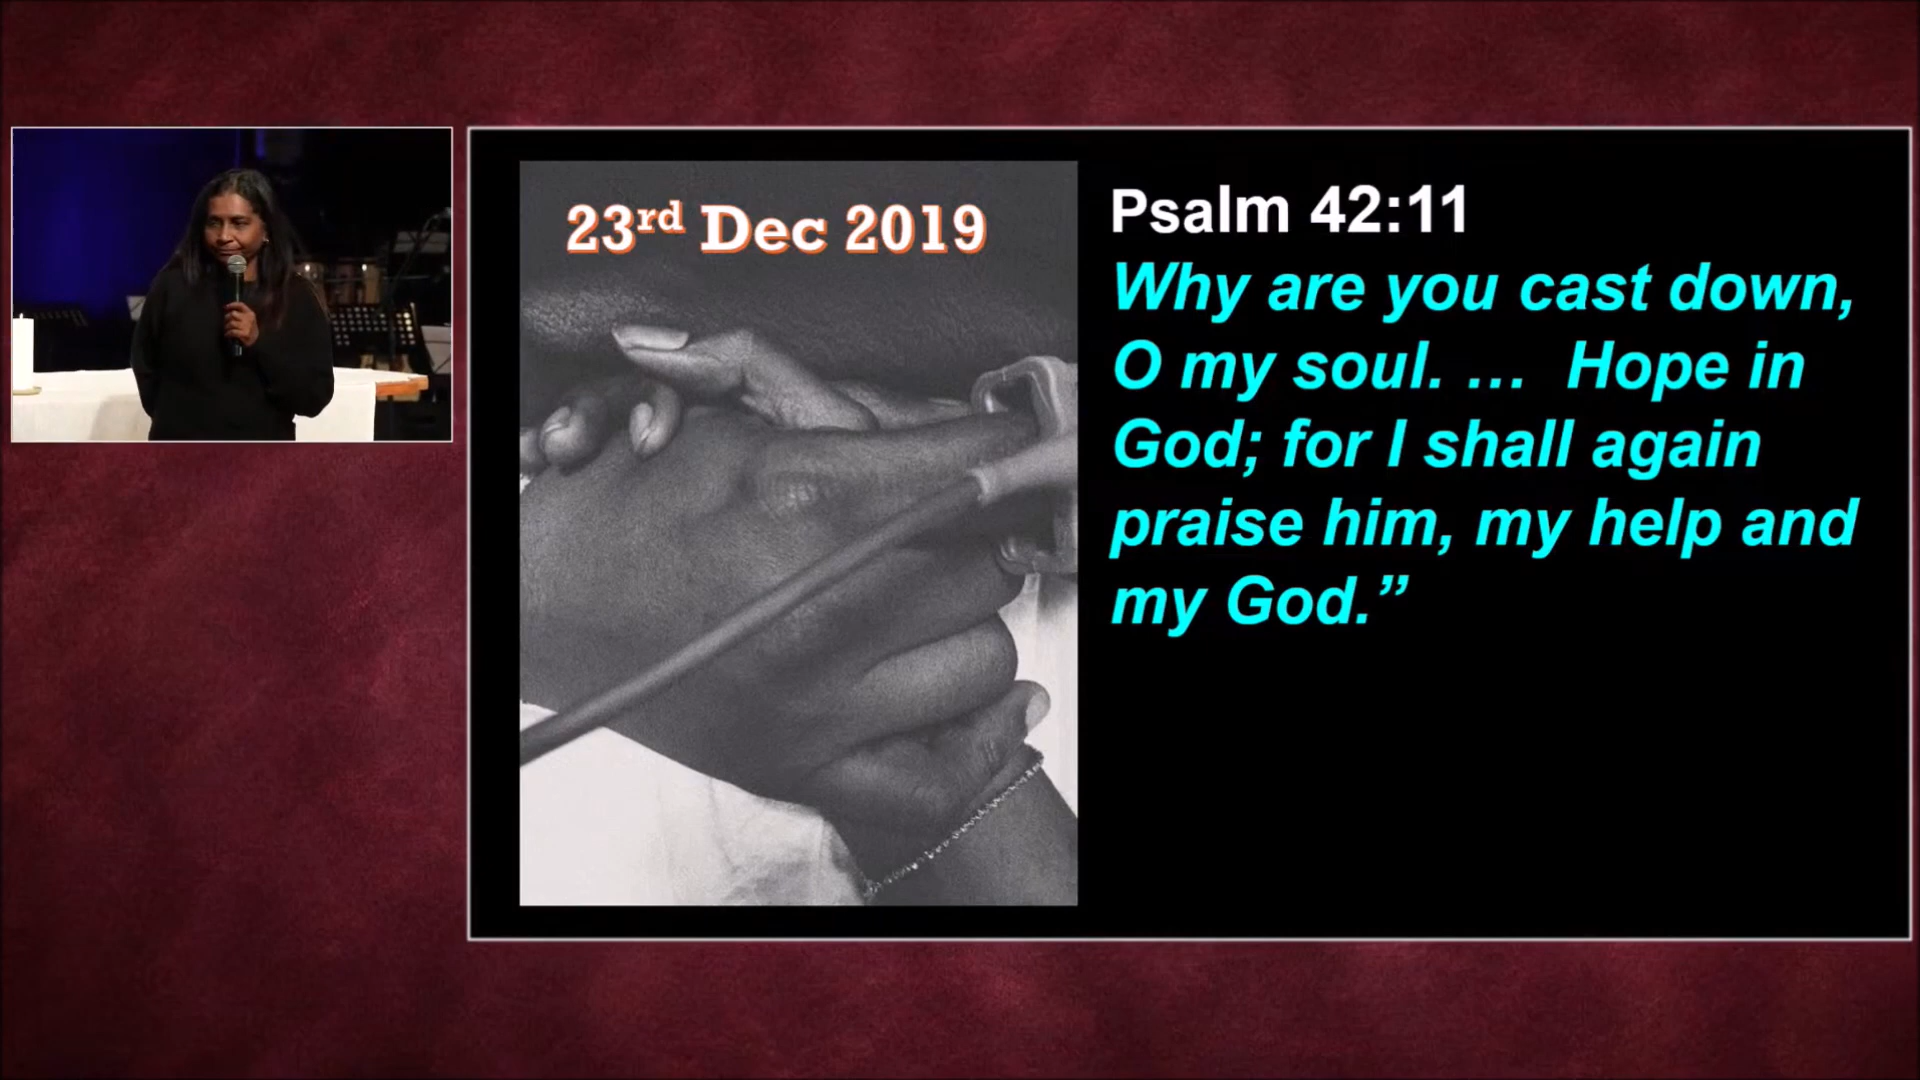 23rd Dec 2019
Psalm 42:11
Why are you cast down,
O my soul. … Hope in
God; for I shall again
praise him, my help and
my God.”